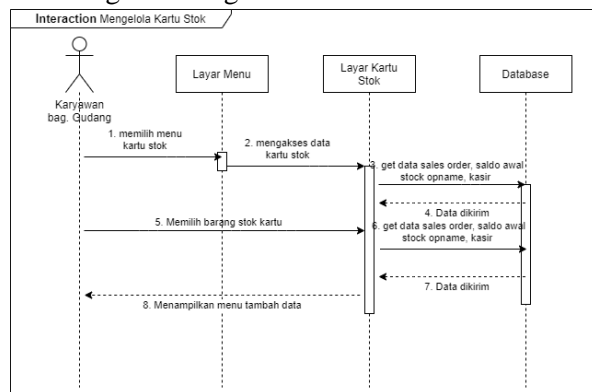 Interaction Mengelola Kartu Stok
Layar Menu
Layar Kartu
Stok
Database
Karyawan
bag. Gudang
1. memilih menu
kartu stok
2. mengakses data
kartu stok
3. get data sales order, saldo awal
stock opname, kasir
4. Data dikirim
5. Memilih barang stok kartu
6. get data sales order, saldo awal
stock opname, kasir
7. Data dikirim
8. Menampilkan menu tambah data